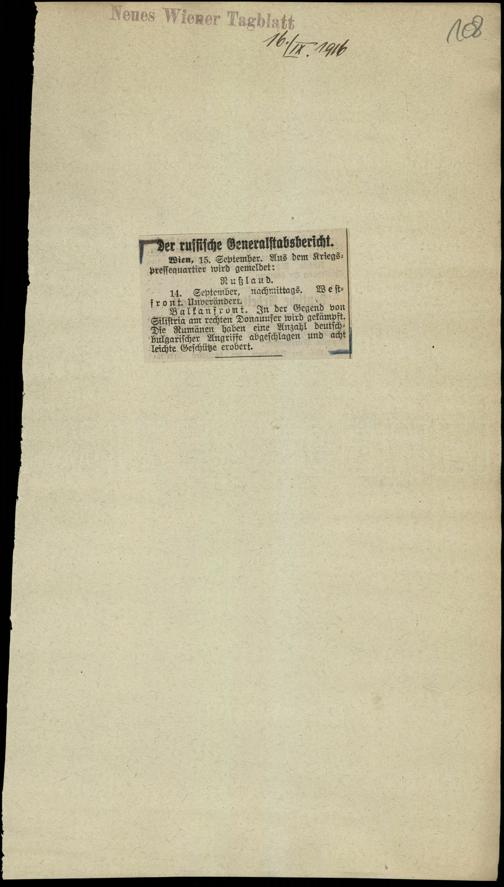 Neues Wiener Tagblatt
16./IX. 1916
108
Der russische Generalstabsbericht.
Wien, 15. September. Aus dem Kriegs-
pressequartier wird gemeldet:
Rußland.
14. September, nachmittags. West-
front. Unverändert.
Balkanfront. In der Gegend von
Silistria am rechten Donauufer wird gekämpft.
Die Rumänen haben eine Anzahl deutsch-
bulgarischer Angriffe abgeschlagen und acht
leichte Geschütze erobert.